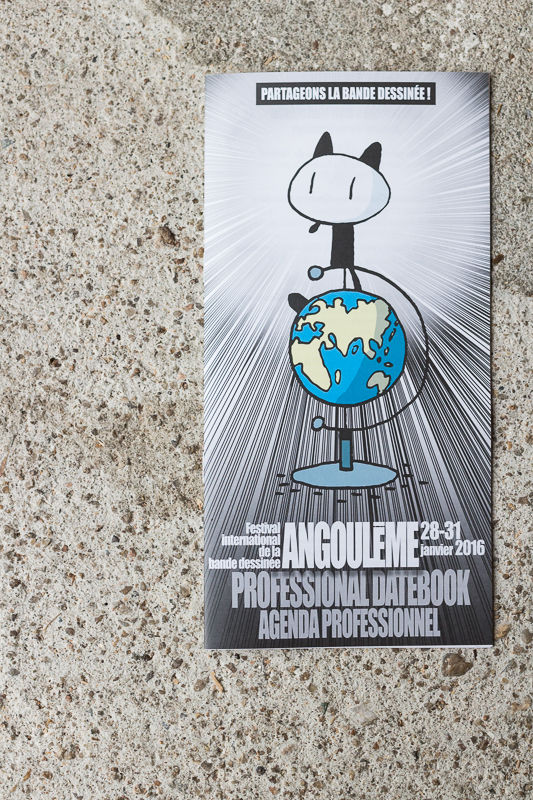 PARTAGEONS LA BANDE DESSINÉE !
Festival
international
de la
bande dessinée
ANGOULÊME
28-31
janvier 2016
PROFESSIONAL DATEBOOK
AGENDA PROFESSIONNEL